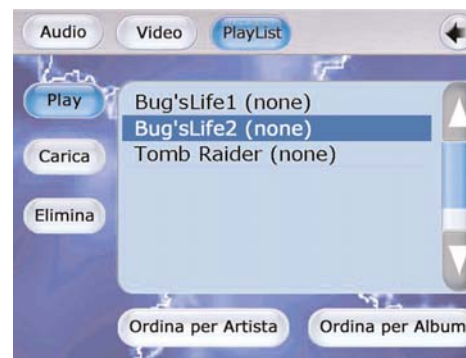 Audio Video PlayList
Play
Bug'sLife1 (none)
Bug'sLife2 (none)
Carica
Tomb Raider (none)
Elimina
Ordina per Artista Ordina per Album